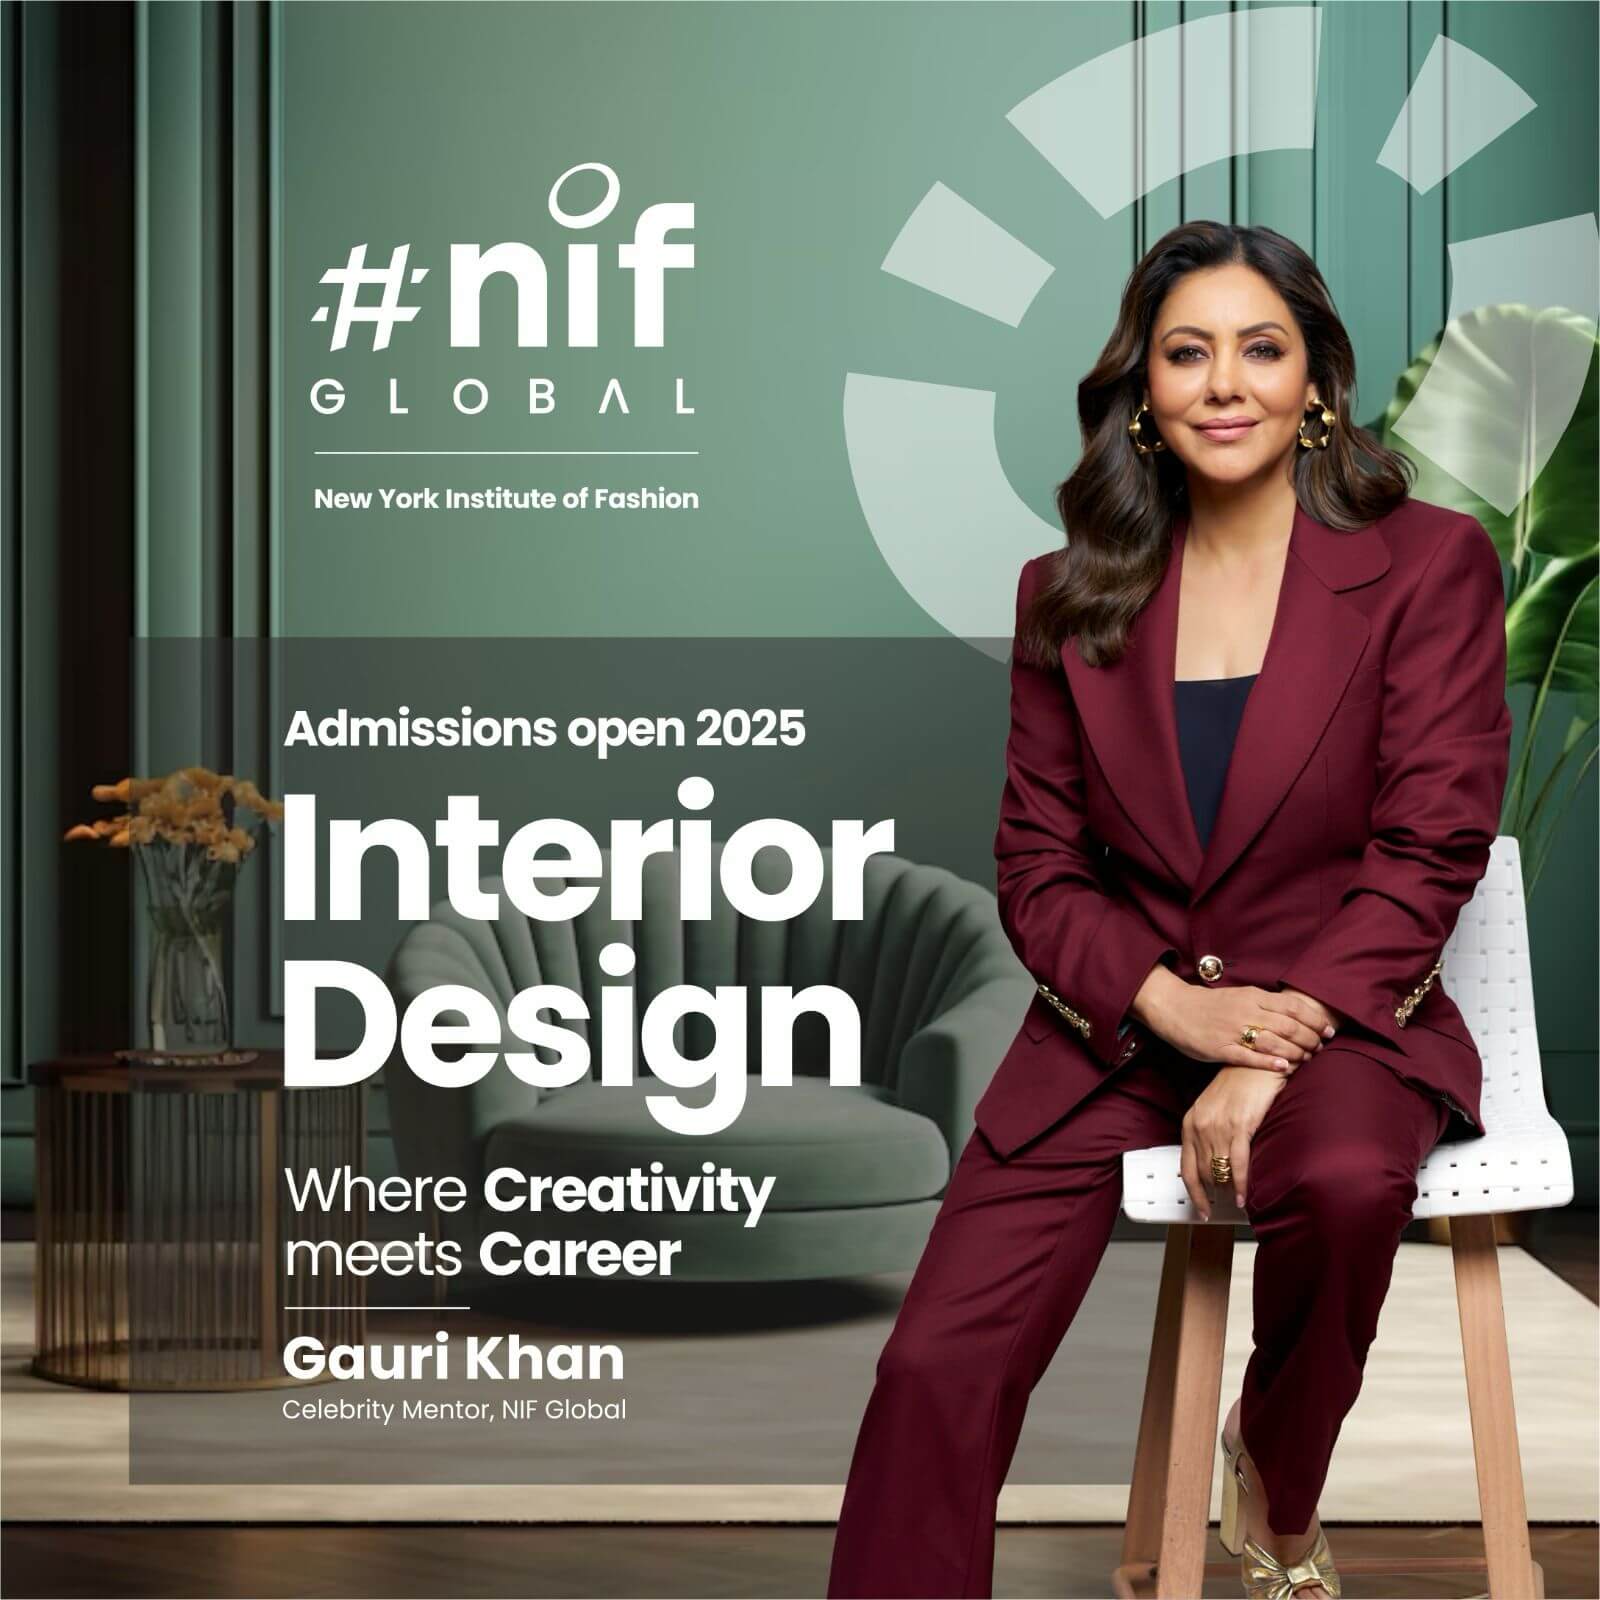 #nif
GLOBAL
New York Institute of Fashion
Admissions open 2025
Interior
Design
Where Creativity
meets Career
Gauri Khan
Celebrity Mentor, NIF Global